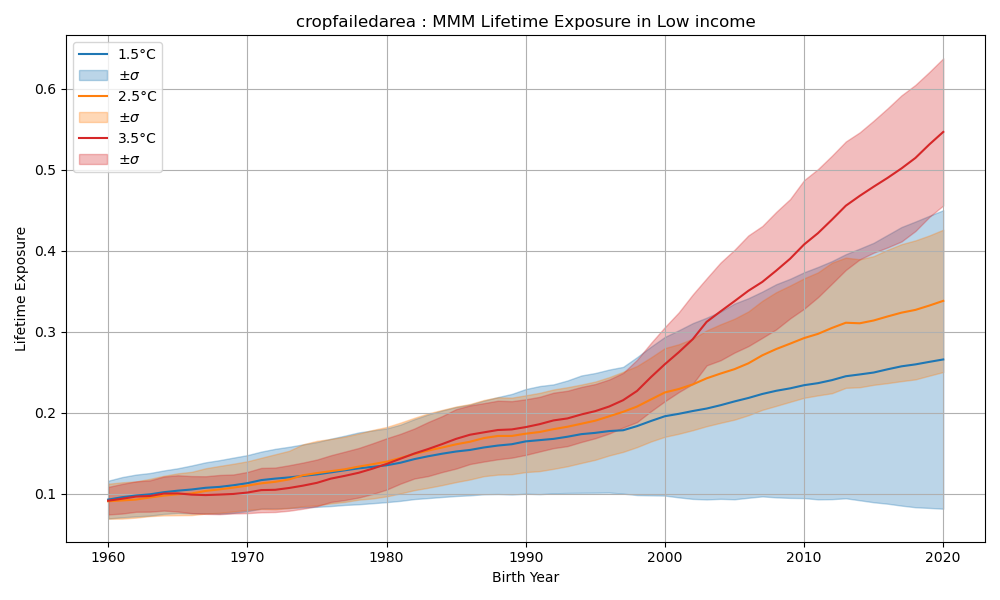 cropfailedarea : MMM Lifetime Exposure in Low income
1.5°C
±σ
2.5°C
±σ
3.5°C
±σ
0.6
0.5
0.4
0.3
0.2
0.1
Lifetime Exposure
1960 1970 1980 1990 2000 2010 2020
Birth Year